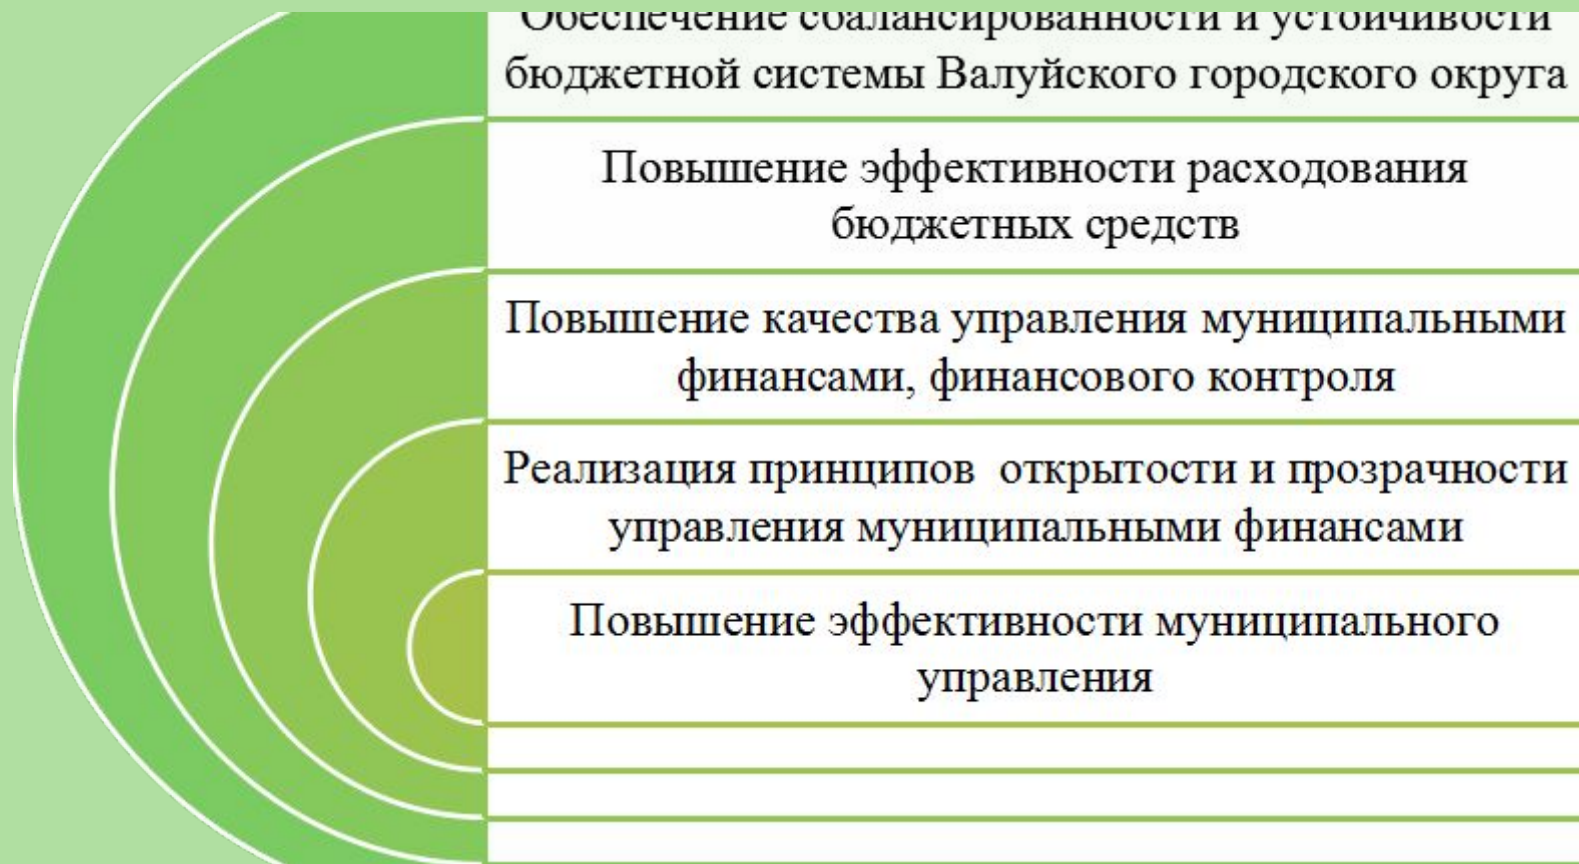 Обеспечение сбалансированности и устойчивости
бюджетной системы Валуйского городского округа
Повышение эффективности расходования
бюджетных средств
Повышение качества управления муниципальными
финансами, финансового контроля
Реализация принципов открытости и прозрачности
управления муниципальными финансами
Повышение эффективности муниципального
управления